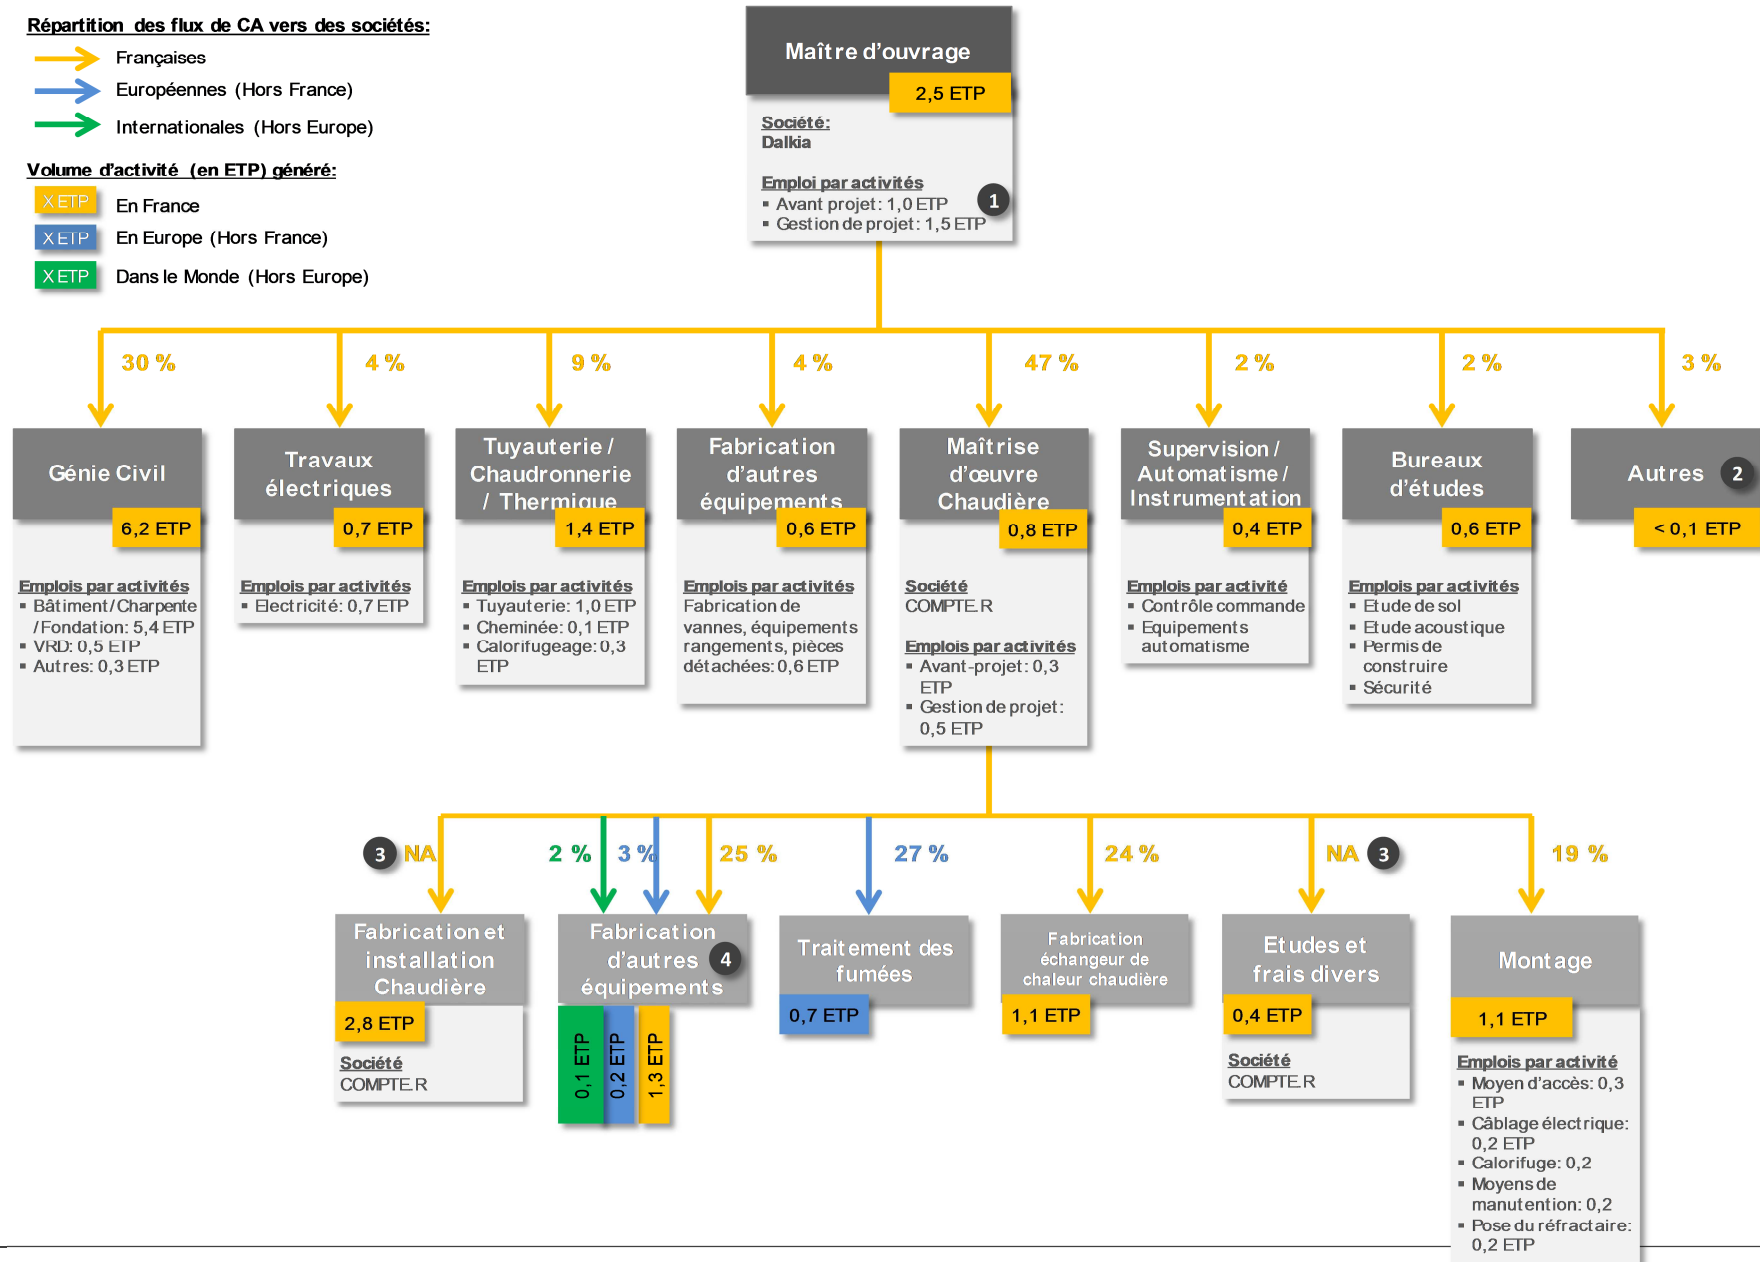 Répartition des flux de CA vers des sociétés:
Françaises
Européennes (Hors France)
Internationales (Hors Europe)
Volume d'activité (en ETP) généré:
X ETP
En France
X ETP
En Europe (Hors France)
X ETP
Dans le Monde (Hors Europe)
Maître d'ouvrage
2,5 ETP
Société:
Dalkia
Emploi par activités
▪ Avant projet: 1,0 ETP
▪ Gestion de projet: 1,5 ETP
1
30 %
4 %
9 %
4 %
47 %
2 %
2 %
3 %
Génie Civil
6,2 ETP
Emplois par activités
▪ Bâtiment/Charpente
/Fondation: 5,4 ETP
▪ VRD: 0,5 ETP
▪ Autres: 0,3 ETP
Travaux
électriques
0,7 ETP
Emplois par activités
▪ Electricité: 0,7 ETP
Tuyauterie /
Chaudronnerie
/ Thermique
1,4 ETP
Emplois par activités
▪ Tuyauterie: 1,0 ETP
▪ Cheminée: 0,1 ETP
▪ Calorifugeage: 0,3
ETP
Fabrication
d'autres
équipements
0,6 ETP
Emplois par activités
Fabrication de
vannes, équipements
rangements, pièces
détachées: 0,6 ETP
Maîtrise
d'œuvre
Chaudière
0,8 ETP
Société
COMPTE.R
Emplois par activités
▪ Avant-projet: 0,3
ETP
▪ Gestion de projet:
0,5 ETP
Supervision /
Automatisme /
Instrumentation
0,4 ETP
Emplois par activité
▪ Contrôle commande
▪ Equipements
automatisme
Bureaux
d'études
0,6 ETP
Emplois par activités
▪ Etude de sol
▪ Etude acoustique
▪ Permis de
construire
▪ Sécurité
Autres
2
< 0,1 ETP
3
NA
2 %
3 %
25 %
27 %
24 %
NA
3
19 %
Fabrication et
installation
Chaudière
2,8 ETP
Société
COMPTE.R
Fabrication
d'autres
équipements
4
0,1 ETP
0,2 ETP
1,3 ETP
Traitement des
fumées
0,7 ETP
Fabrication
échangeur de
chaleur chaudière
1,1 ETP
Etudes et
frais divers
0,4 ETP
Société
COMPTE.R
Montage
1,1 ETP
Emplois par activité
▪ Moyen d'accès: 0,3
ETP
▪ Câblage électrique:
0,2 ETP
▪ Calorifuge: 0,2
▪ Moyens de
manutention: 0,2
▪ Pose du réfractaire:
0,2 ETP